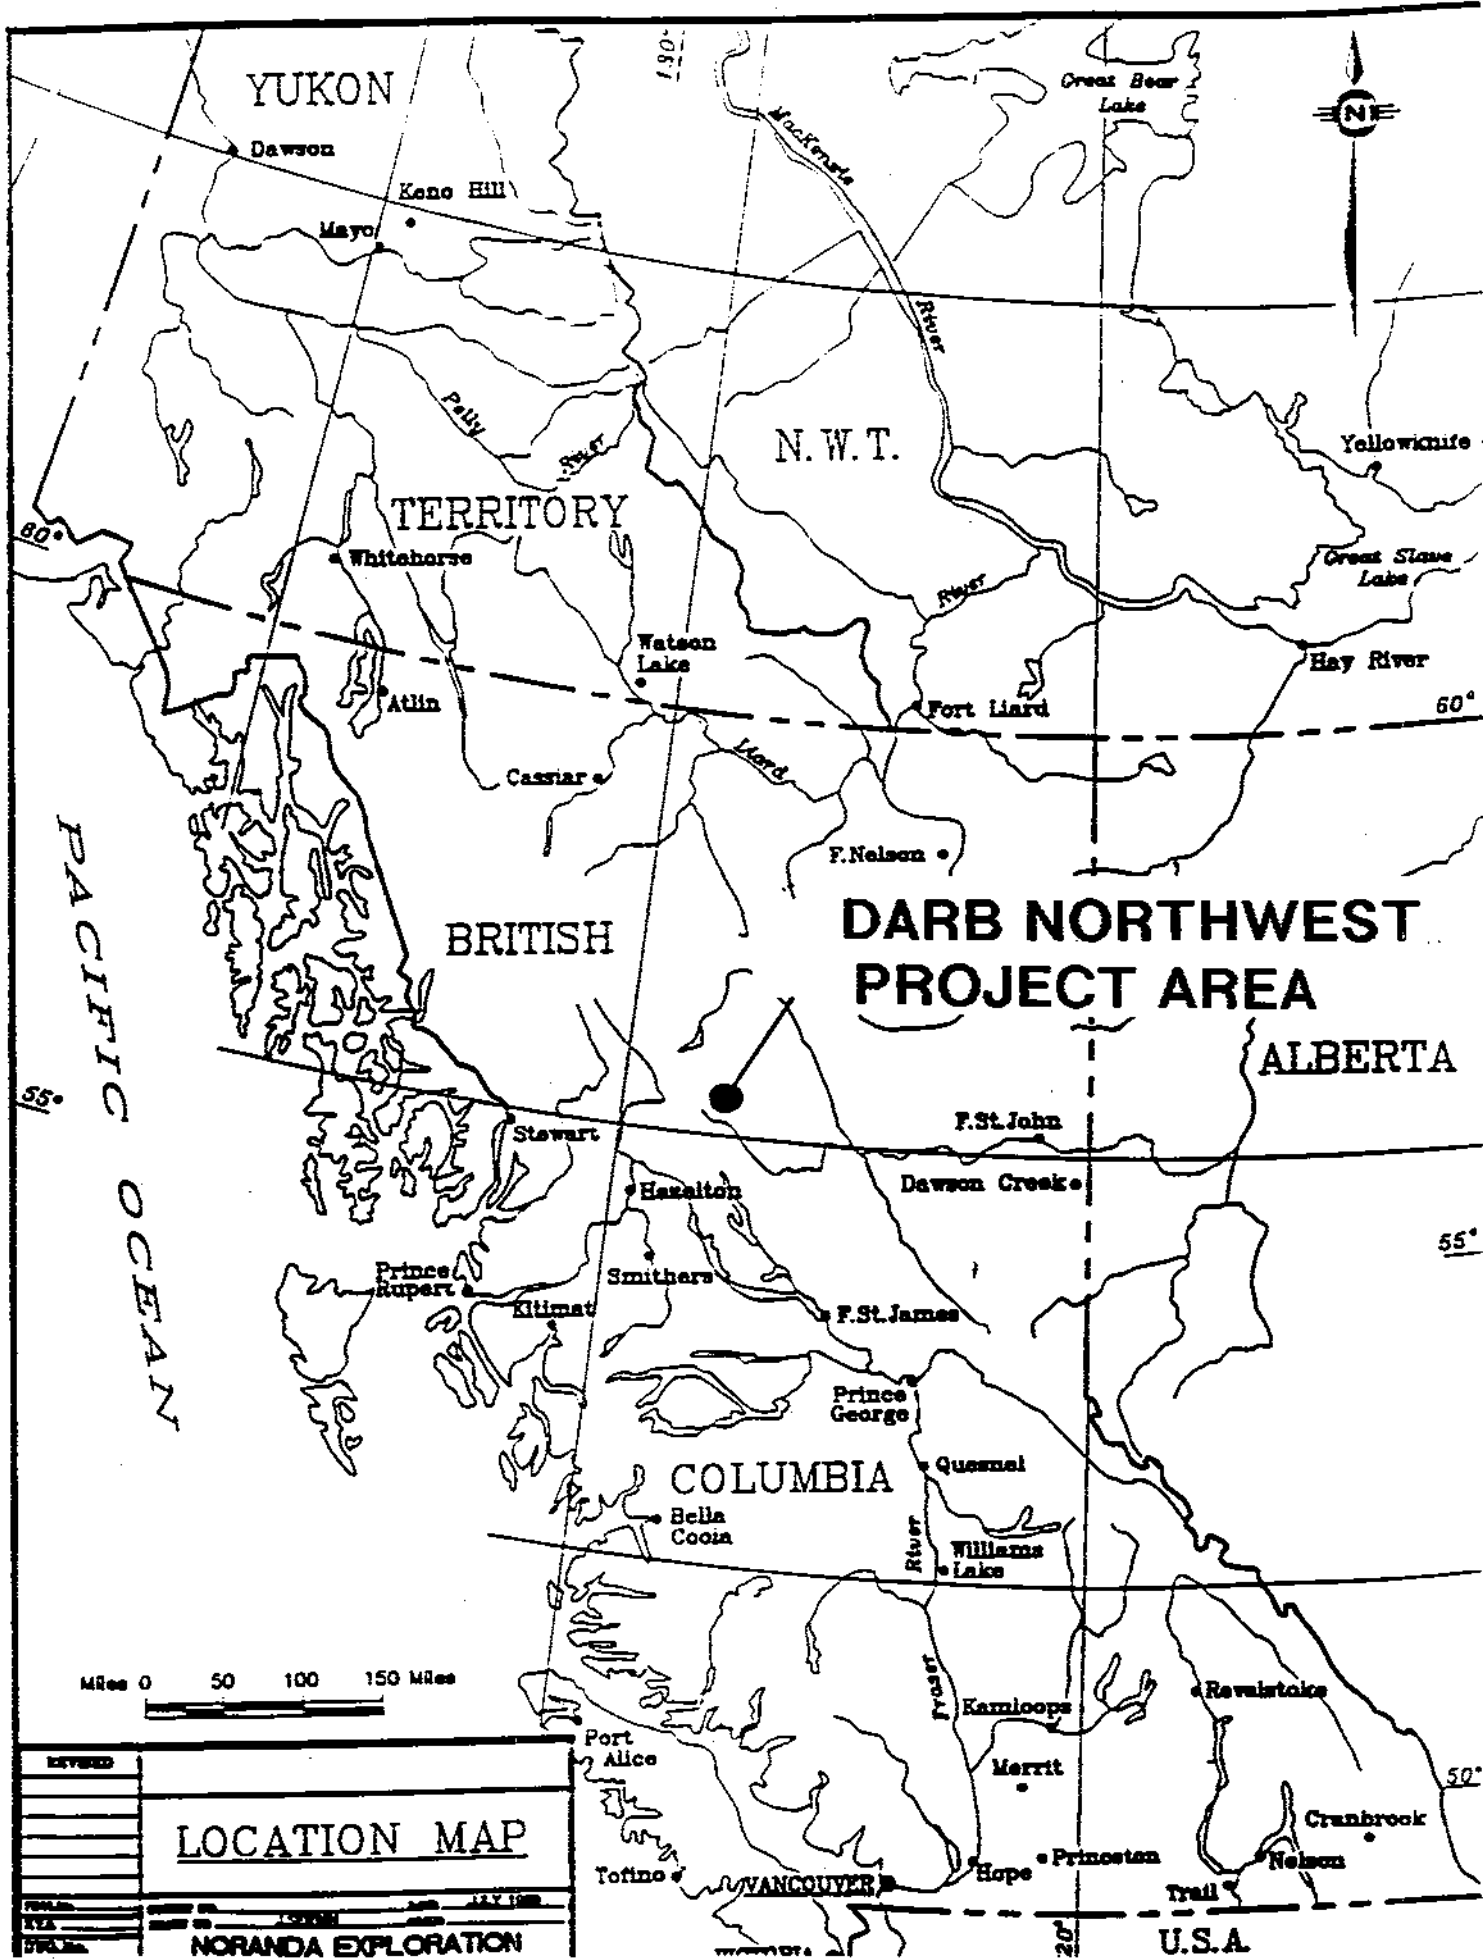 YUKON
Dawson
Keno Hill
Mayo
Great Bear
Lake
MacKenzie
River
N
Pelly
River
N.W.T.
Yellowknife
TERRITORY
Whitehorse
Great Slave
Lake
River
Watson
Lake
Hay River
Atlin
Fort Liard
60°
Liard
Cassiar
F.Nelson
PACIFIC OCEAN
BRITISH
DARB NORTHWEST
PROJECT AREA
ALBERTA
55°
Stewart
F.St.John
Dawson Creek
Hazelton
55°
Prince
Rupert
Smithers
Kitimat
F.St.James
Prince
George
Quesnel
COLUMBIA
Bella
Coola
River
Williams
Lake
Fraser
Miles 0 50 100 150 Miles
Kamloops
Revelstoke
Port
Alice
Merrit
50°
REVISED
LOCATION MAP
Cranbrook
Tofino
VANCOUVER
Hope
Princeton
Nelson
Trail
NORANDA EXPLORATION
U.S.A.